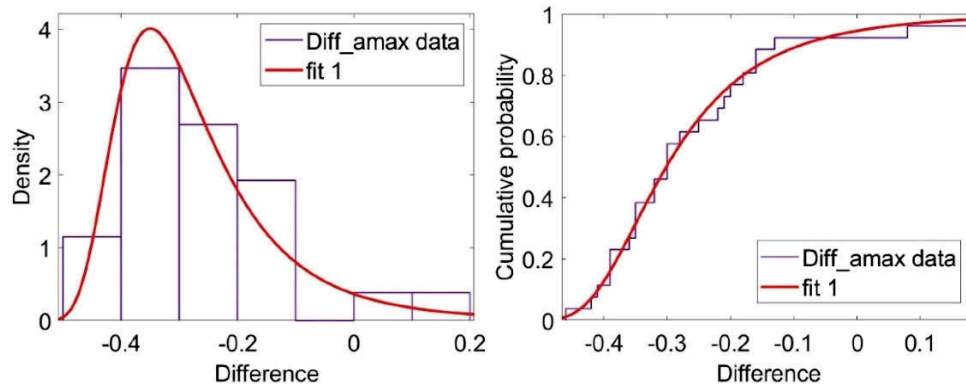 4
3
2
1
0
Density
-0.4
-0.2
0
0.2
Difference
Diff_amax data
fit 1
1
0.8
0.6
0.4
0.2
0
Cumulative probability
-0.4
-0.3
-0.2
-0.1
0
0.1
Difference
Diff_amax data
fit 1